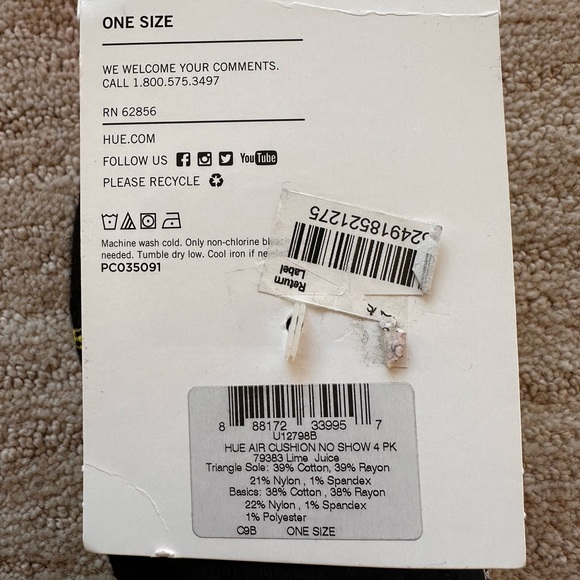 ONE SIZE
WE WELCOME YOUR COMMENTS.
CALL 1.800.575.3497
RN 62856
HUE.COM
FOLLOW US YouTube
PLEASE RECYCLE
Machine wash cold. Only non-chlorine
needed. Tumble dry low. Cool iron if
PC035091
524918521275
Return
Label
8 88172 33995 7
U12798B
HUE AIR CUSHION NO SHOW 4 PK
79383 Lime Juice
Triangle Sole: 39% Cotton, 39% Rayon
21% Nylon , 1% Spandex
Basics: 38% Cotton , 38% Rayon
22% Nylon , 1% Spandex
1% Polyester
C9B ONE SIZE